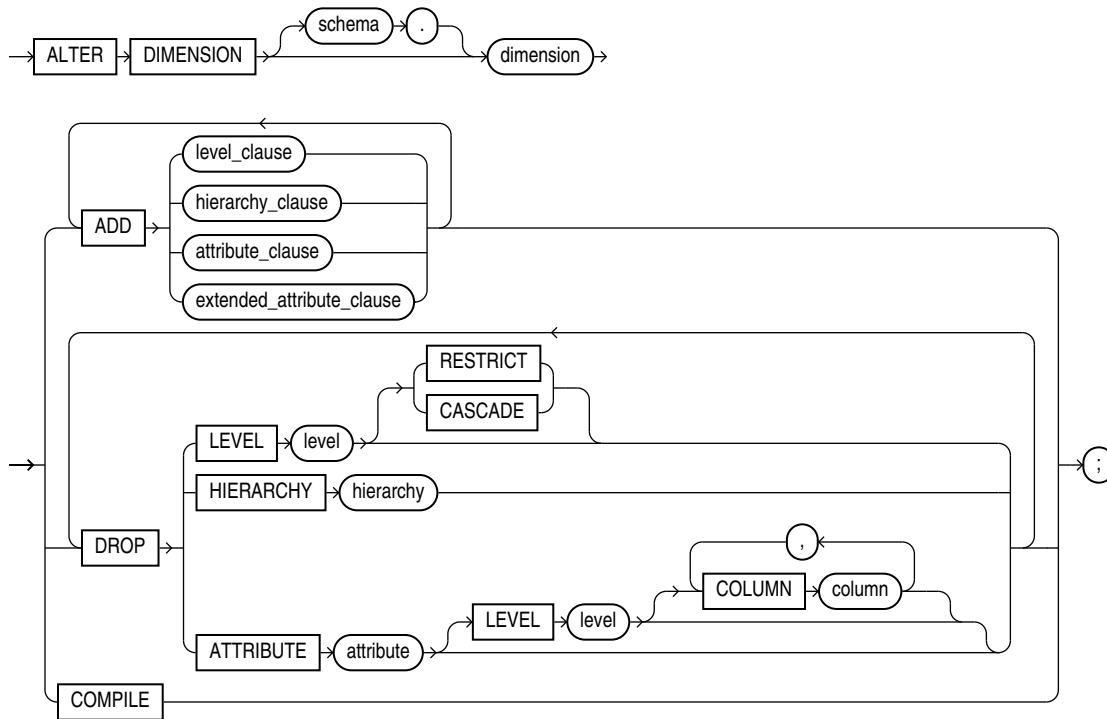 schema .
ALTER DIMENSION dimension
level_clause
hierarchy_clause
ADD
attribute_clause
extended_attribute_clause
RESTRICT
CASCADE
LEVEL level
HIERARCHY hierarchy
;
DROP
,
COLUMN column
LEVEL level
ATTRIBUTE attribute
COMPILE